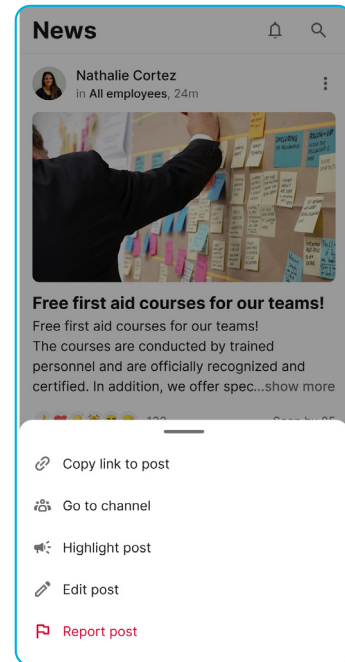 News
Nathalie Cortez
in All employees, 24m
Free first aid courses for our teams!
Free first aid courses for our teams!
The courses are conducted by trained
personnel and are officially recognized and
certified. In addition, we offer spec...show more
Copy link to post
Go to channel
Highlight post
Edit post
Report post